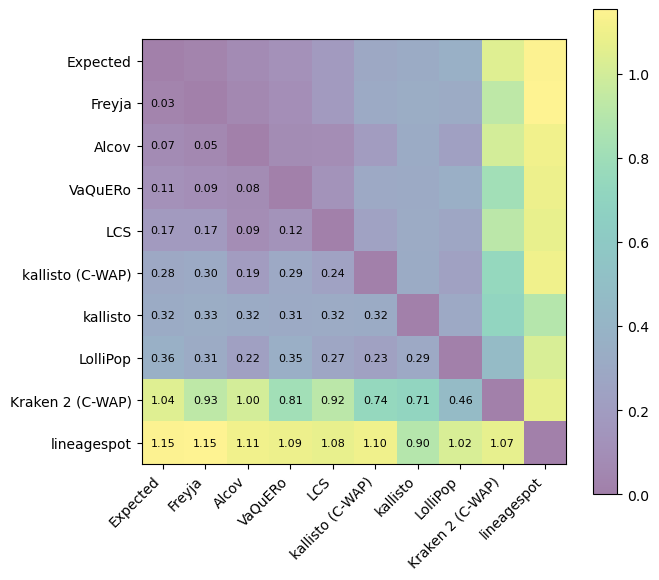 Expected
Freyja 0.03
Alcov 0.07 0.05
VaQuERo 0.11 0.09 0.08
LCS 0.17 0.17 0.09 0.12
kallisto (C-WAP) 0.28 0.30 0.19 0.29 0.24
kallisto 0.32 0.33 0.32 0.31 0.32 0.32
LolliPop 0.36 0.31 0.22 0.35 0.27 0.23 0.29
Kraken 2 (C-WAP) 1.04 0.93 1.00 0.81 0.92 0.74 0.71 0.46
lineagespot 1.15 1.15 1.11 1.09 1.08 1.10 0.90 1.02 1.07
Expected
Freyja
Alcov
VaQuERo
LCS
kallisto (C-WAP)
kallisto
LolliPop
Kraken 2 (C-WAP)
lineagespot
1.0
0.8
0.6
0.4
0.2
0.0